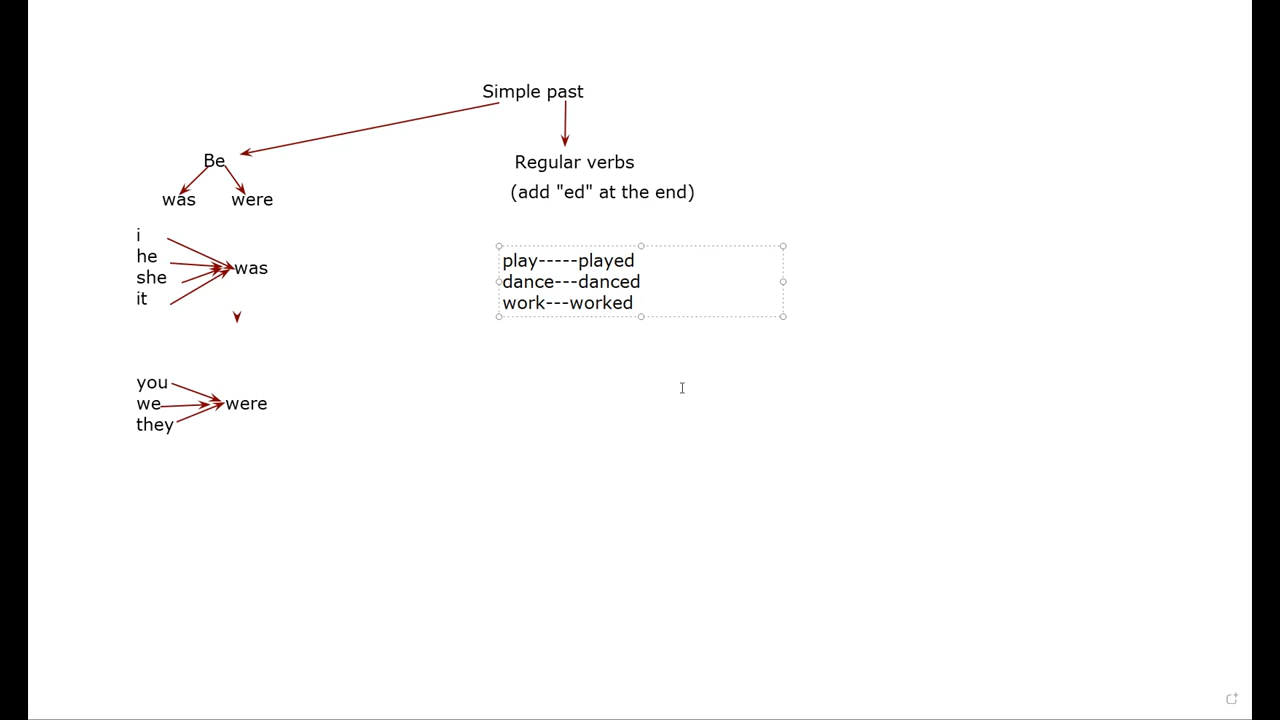 Simple past
Be
was were
i
he
she
it
was
you
we
they
were
Regular verbs
(add "ed" at the end)
play-----played
dance---danced
work---worked